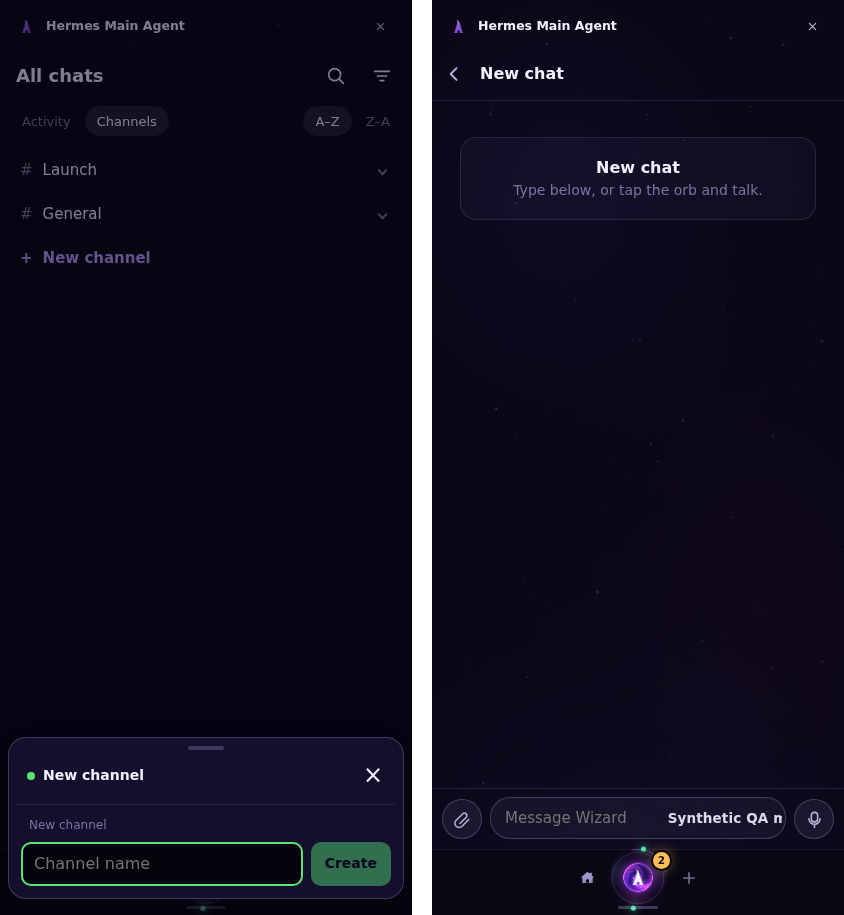 Hermes Main Agent
All chats
Activity Channels A–Z Z–A
# Launch
# General
+ New channel
New channel
New channel
Channel name Create
Hermes Main Agent
New chat
New chat
Type below, or tap the orb and talk.
Message Wizard Synthetic QA
2